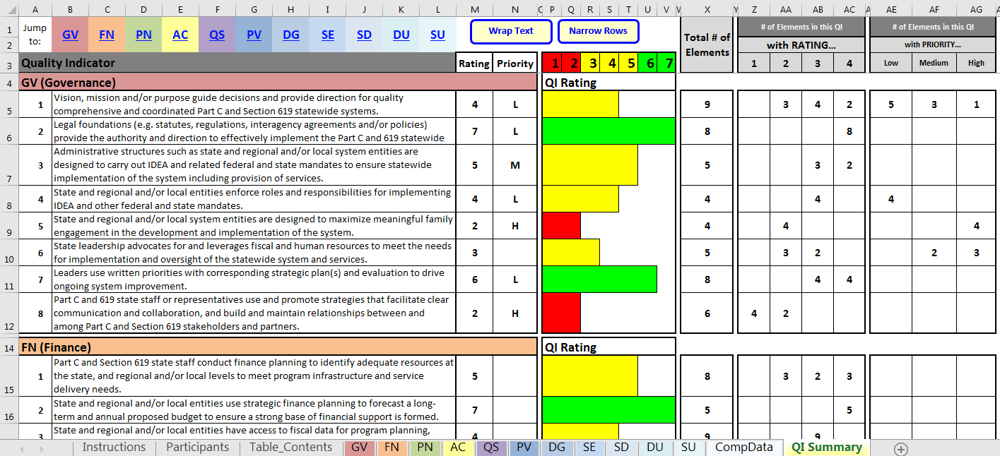 A B C D E F G H I J K L M N C P Q R S T U V W X Y Z AA AB AC A AE AF AG A
1 Jump to: GV FN PN AC QS PV DG SE SD DU SU Wrap Text Narrow Rows Total # of Elements # of Elements in this QI # of Elements in this QI
2 with RATING... with PRIORITY...
3 Quality Indicator Rating Priority 1 2 3 4 5 6 7 1 2 3 4 Low Medium High
4 GV (Governance) QI Rating
Vision, mission and/or purpose guide decisions and provide direction for quality
5 1 comprehensive and coordinated Part C and Section 619 statewide systems. 4 L 9 3 4 2 5 3 1
Legal foundations (e.g. statutes, regulations, interagency agreements and/or policies)
6 2 provide the authority and direction to effectively implement the Part C and 619 statewide 7 L 8 8
Administrative structures such as state and regional and/or local system entities are
3 designed to carry out IDEA and related federal and state mandates to ensure statewide 5 M 5 3 2
7 implementation of the system including provision of services.
State and regional and/or local entities enforce roles and responsibilities for implementing
8 4 IDEA and other federal and state mandates. 4 L 4 4 4
State and regional and/or local system entities are designed to maximize meaningful family
9 5 engagement in the development and implementation of the system. 2 H 4 4 4
State leadership advocates for and leverages fiscal and human resources to meet the needs
10 6 for implementation and oversight of the statewide system and services. 3 5 3 2 2 3
Leaders use written priorities with corresponding strategic plan(s) and evaluation to drive
11 7 ongoing system improvement. 6 L 8 4 4
Part C and 619 state staff or representatives use and promote strategies that facilitate clear
8 communication and collaboration, and build and maintain relationships between and 2 H 6 4 2
12 among Part C and Section 619 stakeholders and partners.
14 FN (Finance) QI Rating
Part C and Section 619 state staff conduct finance planning to identify adequate resources at
1 the state, and regional and/or local levels to meet program infrastructure and service 5 8 3 2 3
15 delivery needs.
State and regional and/or local entities use strategic finance planning to forecast a long-
16 2 term and annual proposed budget to ensure a strong base of financial support is formed. 7 5 5
State and regional and/or local entities have access to fiscal data for program planning,
3 4 9 9
Instructions Participants Table_Contents GV FN PN AC QS PV DG SE SD DU SU CompData QI Summary